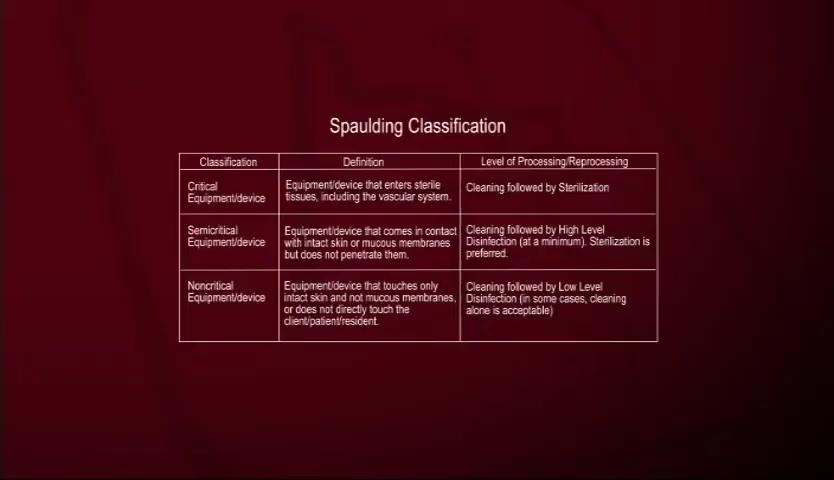 Spaulding Classification
Classification Definition Level of Processing/Reprocessing
Critical
Equipment/device
Equipment/device that enters sterile
tissues, including the vascular system.
Cleaning followed by Sterilization
Semicritical
Equipment/device
Equipment/device that comes in contact
with intact skin or mucous membranes
but does not penetrate them.
Cleaning followed by High Level
Disinfection (at a minimum). Sterilization is
preferred.
Noncritical
Equipment/device
Equipment/device that touches only
intact skin and not mucous membranes,
or does not directly touch the
client/patient/resident.
Cleaning followed by Low Level
Disinfection (in some cases, cleaning
alone is acceptable)